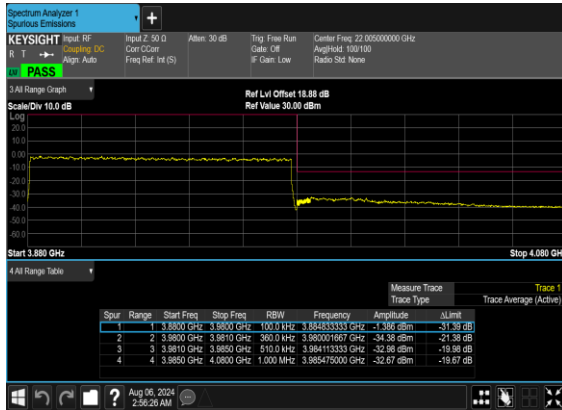 Spectrum Analyzer 1
Spurious Emissions
+
KEYSIGHT Input: RF Input Z: 50 Ω Atten: 30 dB Trig: Free Run Center Freq: 22.005000000 GHz
R T Coupling: DC Corr CCorr Gate: Off Avg|Hold: 100/100
Align: Auto Freq Ref: Int (S) IF Gain: Low Radio Std: None
LI PASS
3 All Range Graph
Ref Lvl Offset 18.88 dB
Scale/Div 10.0 dB Ref Value 30.00 dBm
Log
20.0
10.0
0.00
-10.0
-20.0
-30.0
-40.0
-50.0
-60.0
Start 3.880 GHz Stop 4.080 GH
4 All Range Table
Measure Trace Trace 1
Trace Type Trace Average (Active)
Spur Range Start Freq Stop Freq RBW Frequency Amplitude ΔLimit
1 1 3.8800 GHz 3.9800 GHz 100.0 kHz 3.884833333 GHz -1.386 dBm -31.39 dB
2 2 3.9800 GHz 3.9810 GHz 360.0 kHz 3.980001667 GHz -34.38 dBm -21.38 dB
3 3 3.9810 GHz 3.9850 GHz 510.0 kHz 3.984113333 GHz -32.98 dBm -19.98 dB
4 4 3.9850 GHz 4.0800 GHz 1.000 MHz 3.985475000 GHz -32.67 dBm -19.67 dB
? Aug 06, 2024
2:56:26 AM